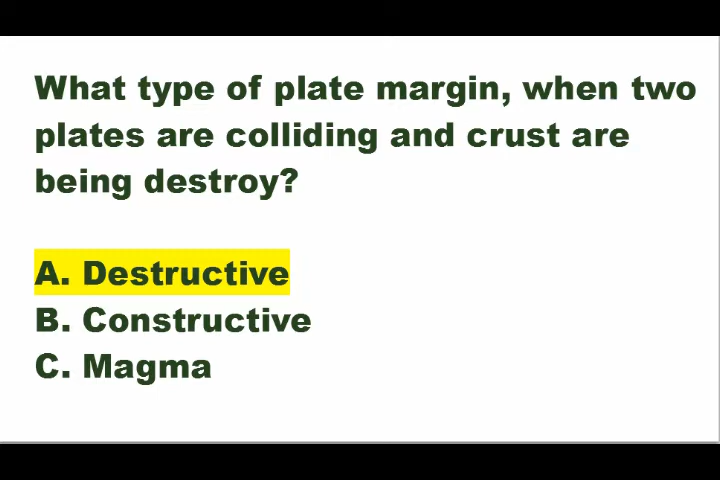 What type of plate margin, when two
plates are colliding and crust are
being destroy?
A. Destructive
B. Constructive
C. Magma